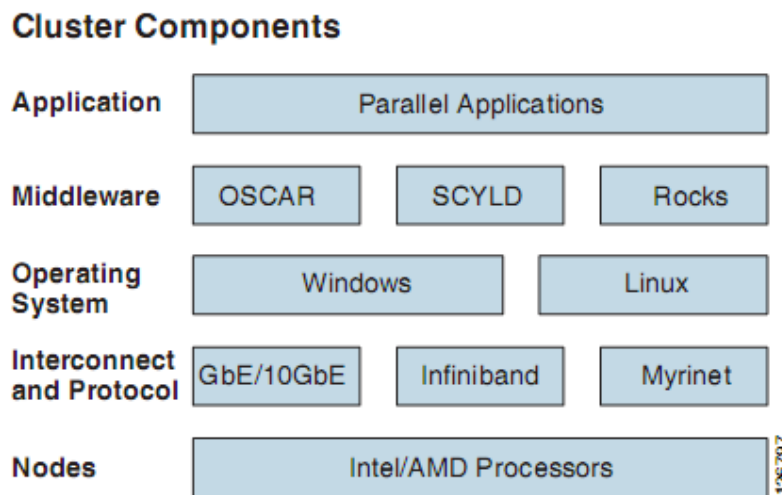 Cluster Components
Application
Parallel Applications
Middleware
OSCAR
SCYLD
Rocks
Operating
System
Windows
Linux
Interconnect
and Protocol
GbE/10GbE
Infiniband
Myrinet
Nodes
Intel/AMD Processors